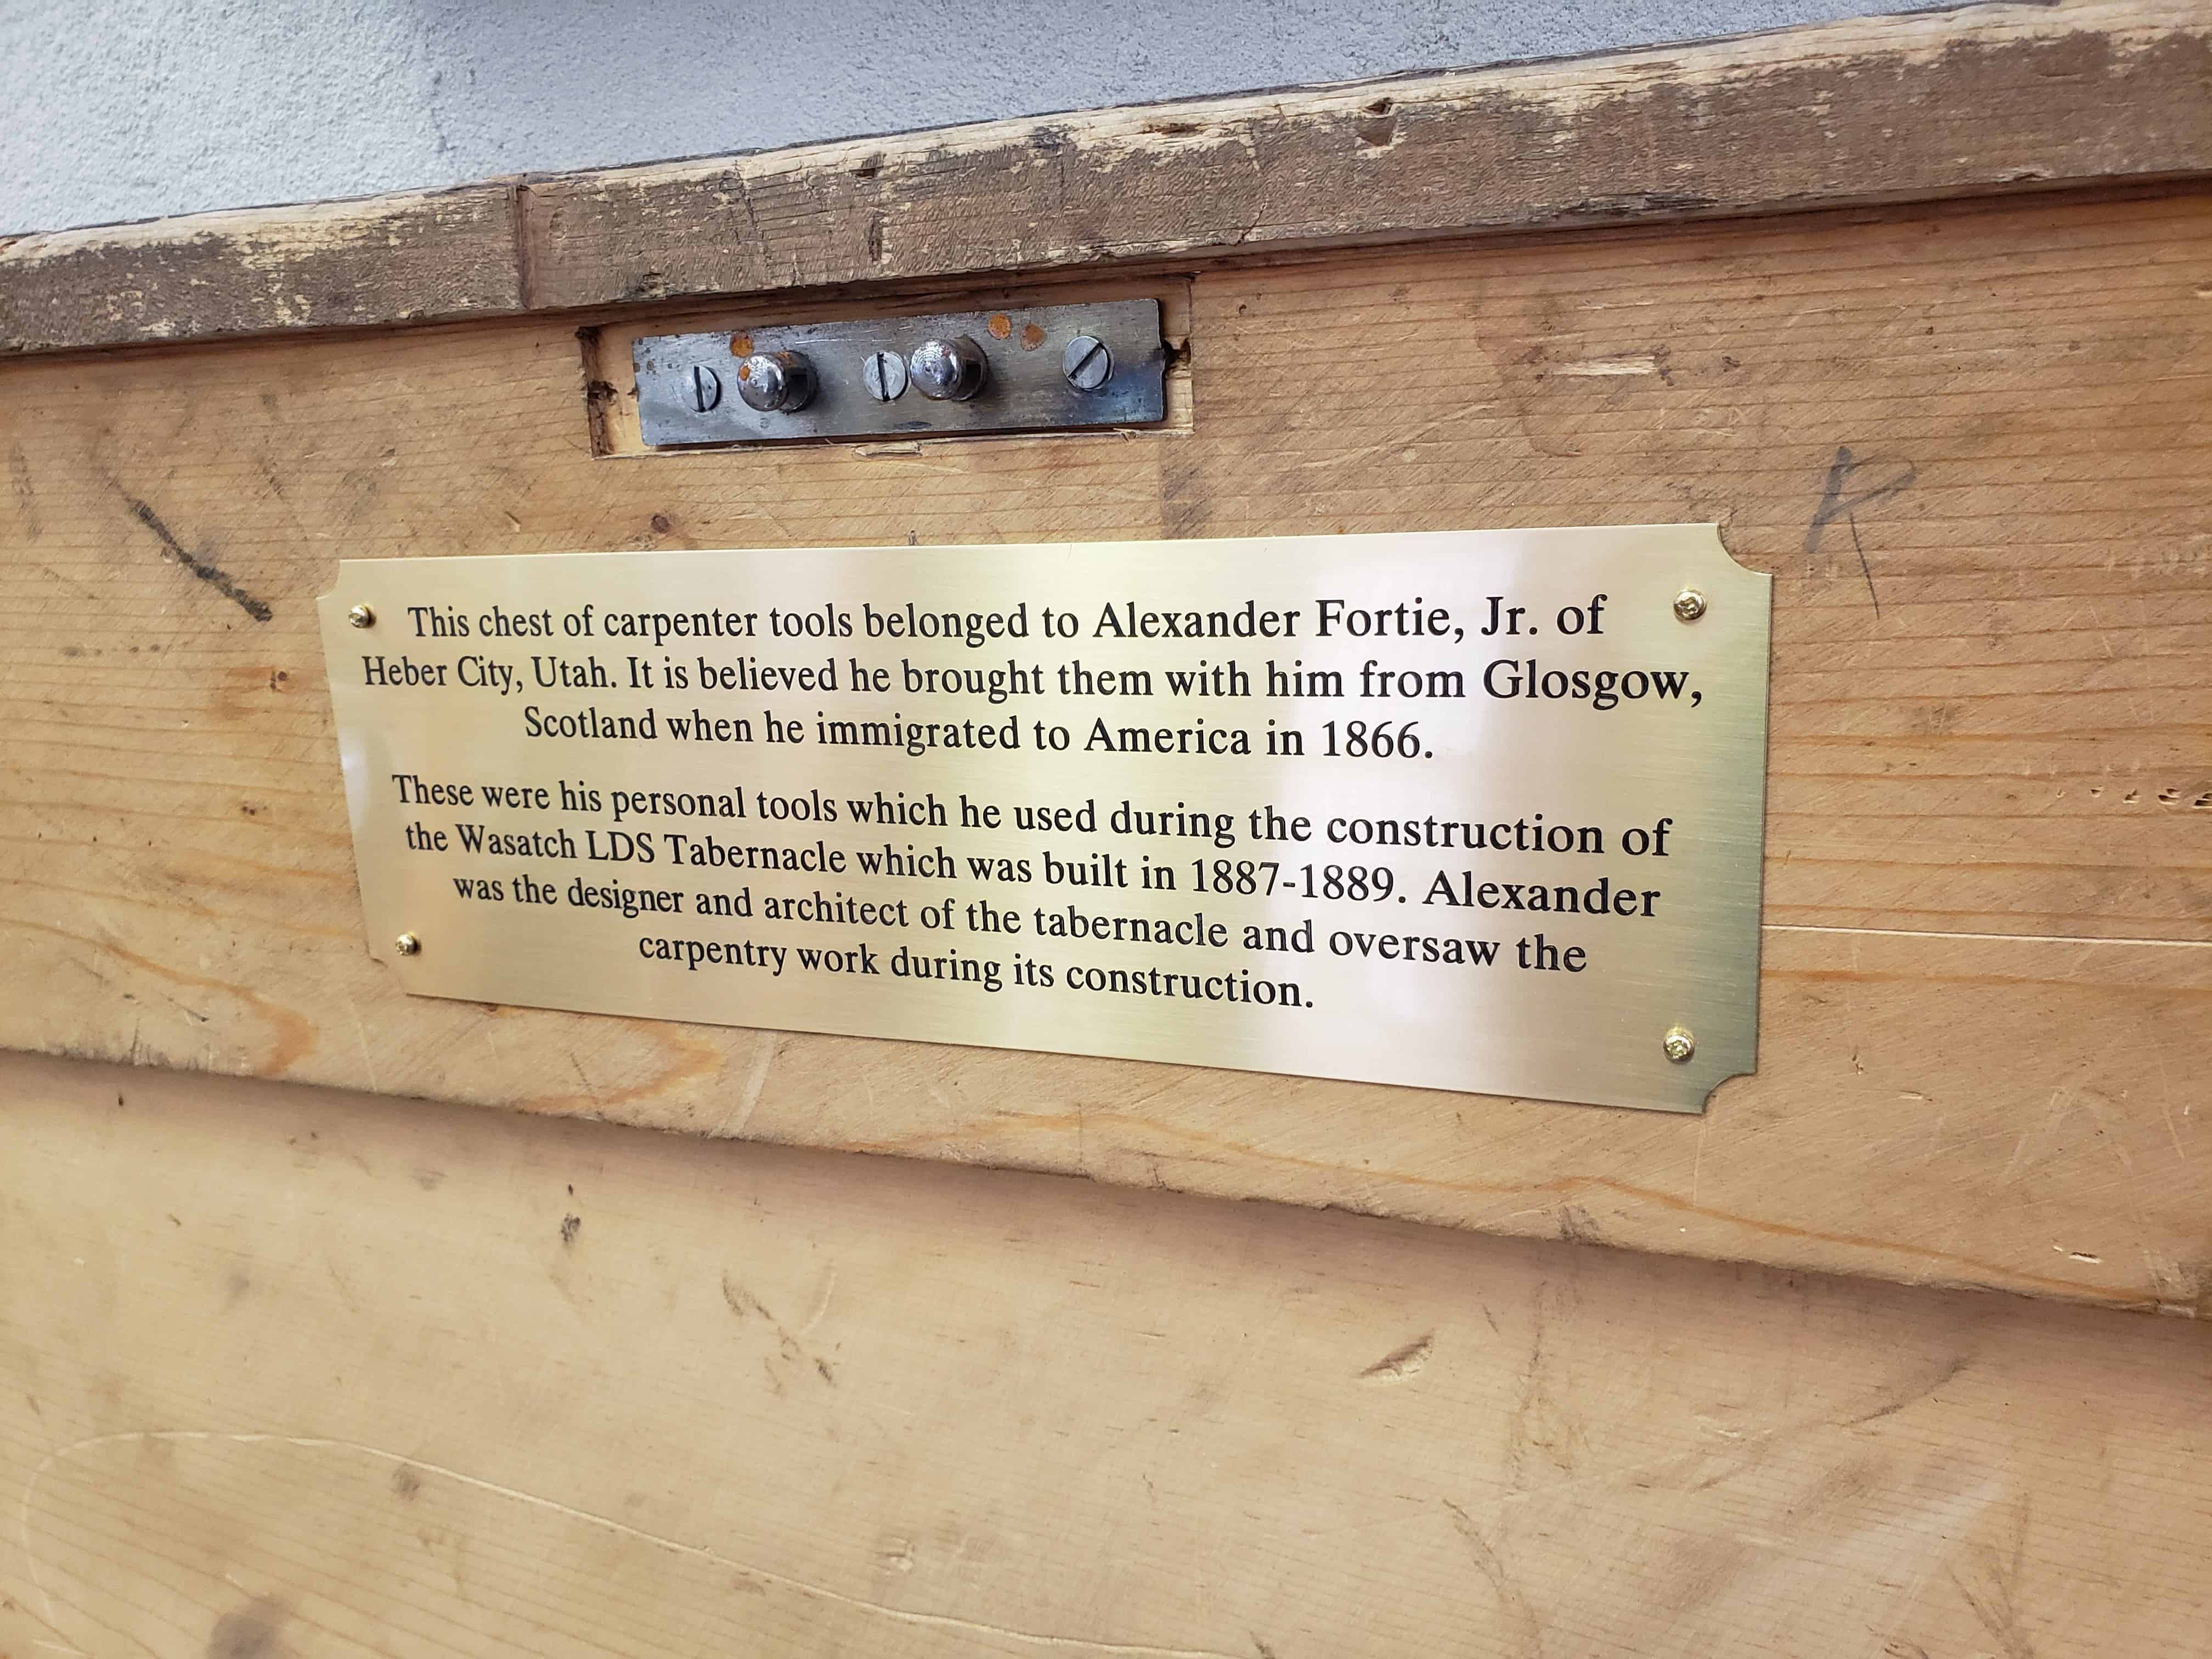 This chest of carpenter tools belonged to Alexander Fortie, Jr. of
Heber City, Utah. It is believed he brought them with him from Glosgow,
Scotland when he immigrated to America in 1866.
These were his personal tools which he used during the construction of
the Wasatch LDS Tabernacle which was built in 1887-1889. Alexander
was the designer and architect of the tabernacle and oversaw the
carpentry work during its construction.